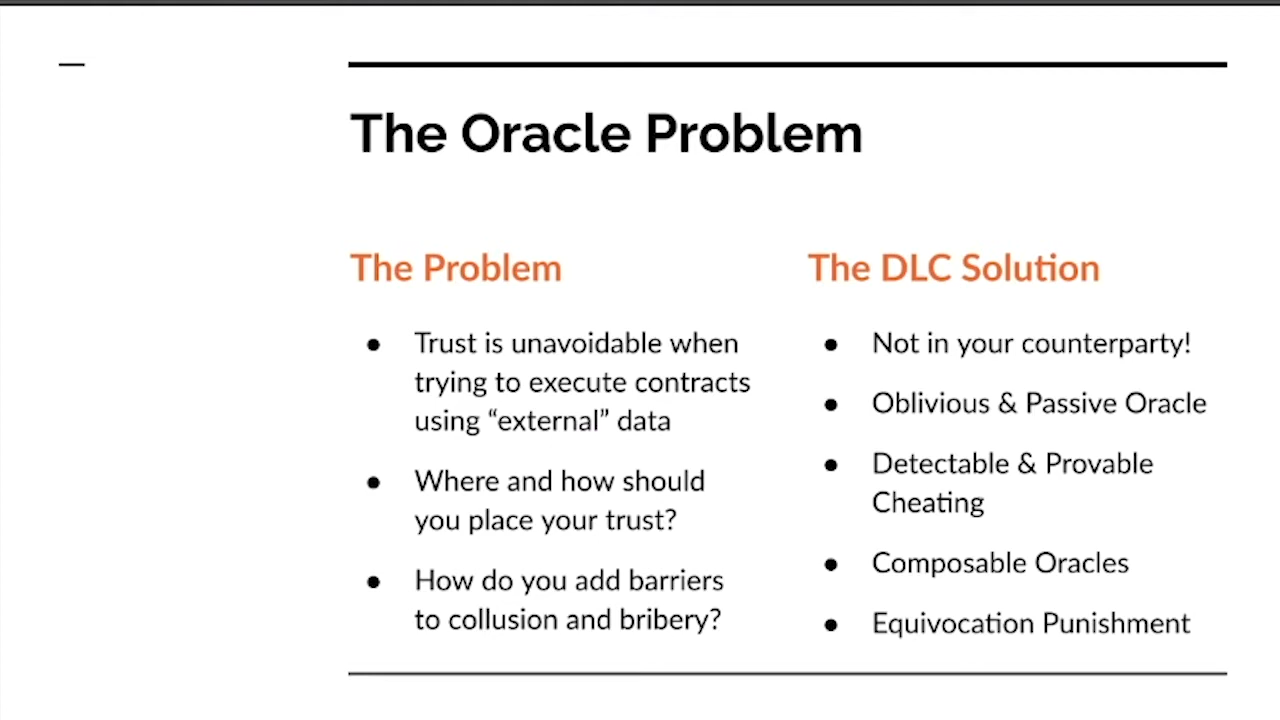 The Oracle Problem
The Problem
● Trust is unavoidable when
trying to execute contracts
using “external” data
● Where and how should
you place your trust?
● How do you add barriers
to collusion and bribery?
The DLC Solution
● Not in your counterparty!
● Oblivious & Passive Oracle
● Detectable & Provable
Cheating
● Composable Oracles
● Equivocation Punishment